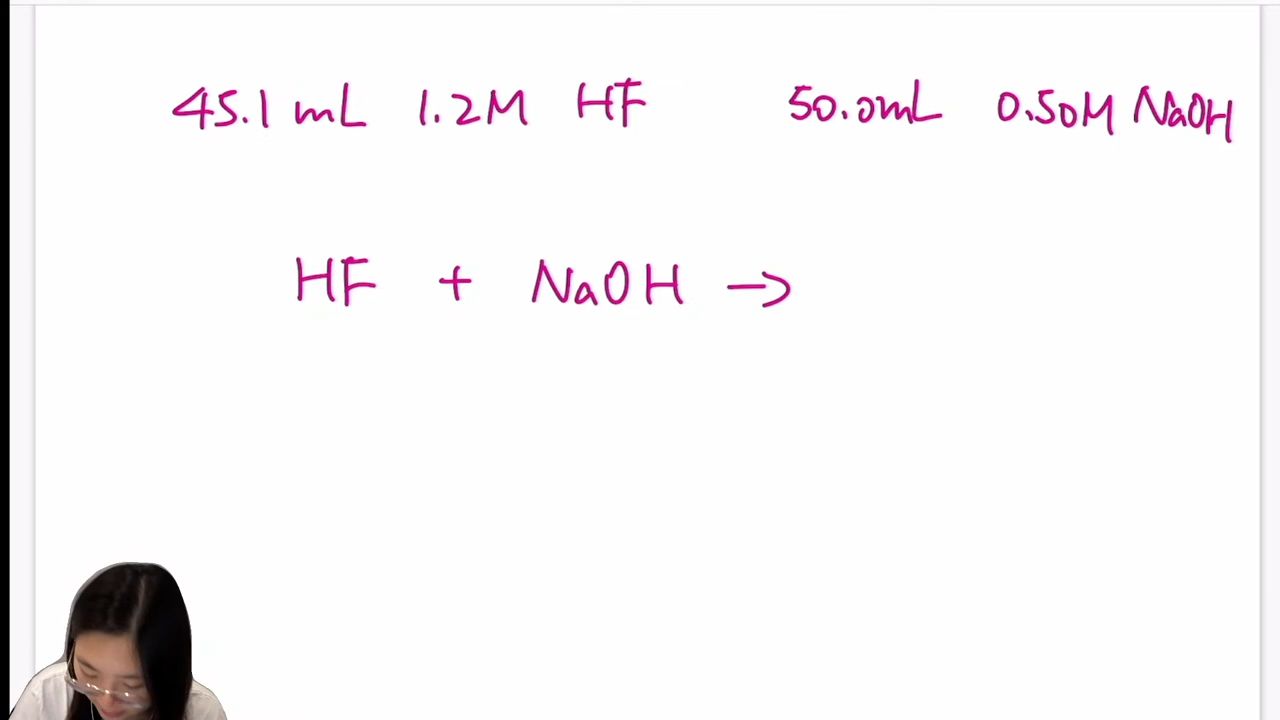 45.1 mL 1.2M HF 50.0mL 0.50M NaOH
HF + NaOH →